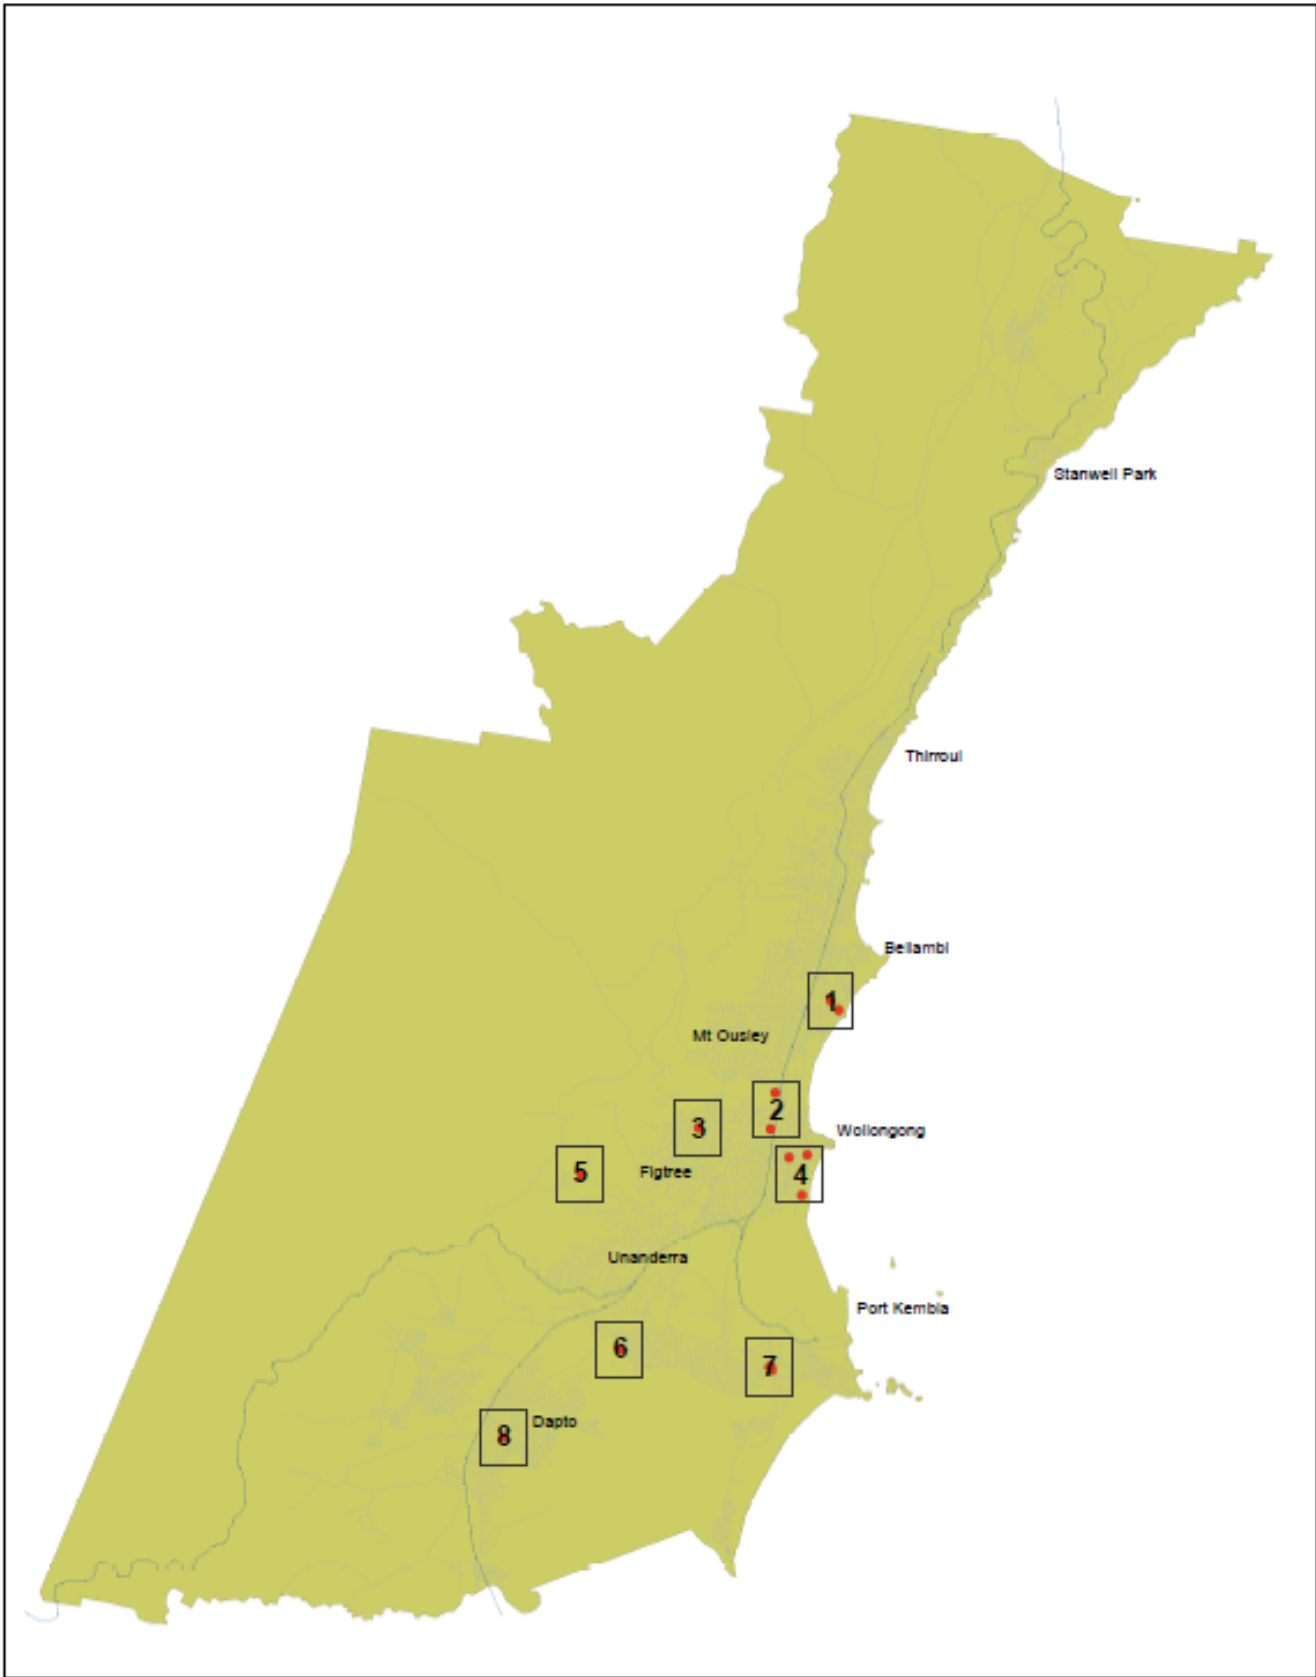 Stanwell Park
Thirroul
Bellambi
1
Mt Ousley
2
3
Wollongong
5
Figtree
4
Unanderra
Port Kembla
6
7
Dapto
8